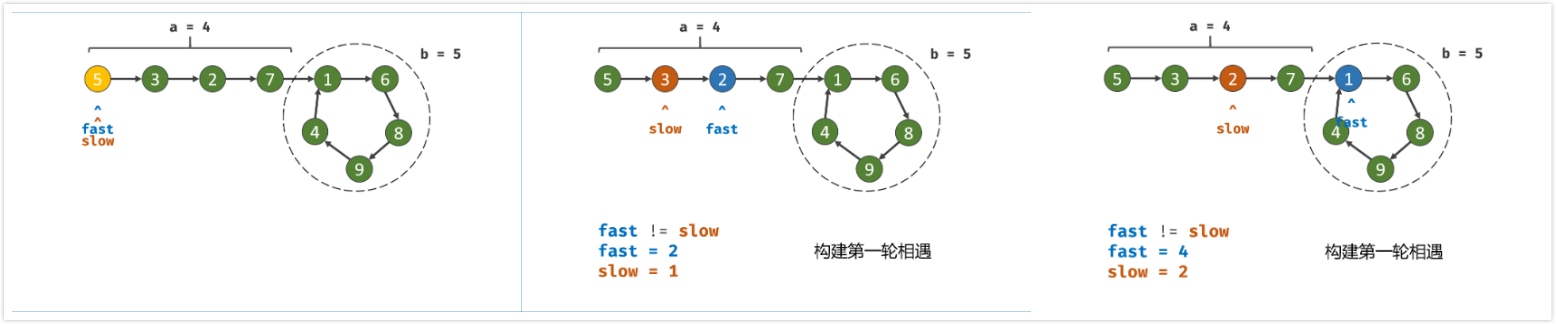 a = 4
b = 5
5 3 2 7 1 6
4 8
9
fast
slow
a = 4
b = 5
5 3 2 7 1 6
slow fast
4 8
9
fast != slow
fast = 2
slow = 1
构建第一轮相遇
a = 4
b = 5
5 3 2 7 1 6
slow fast
4 8
9
fast != slow
fast = 4
slow = 2
构建第一轮相遇